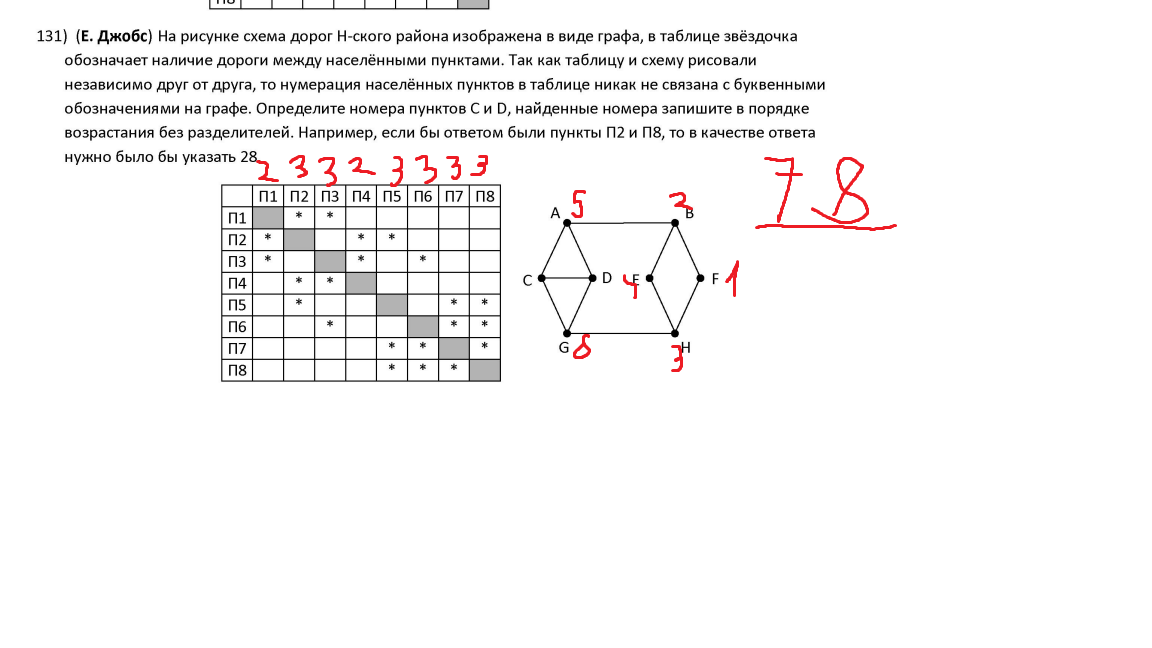 П8
131) (Е. Джобс) На рисунке схема дорог Н-ского района изображена в виде графа, в таблице звёздочка
обозначает наличие дороги между населёнными пунктами. Так как таблицу и схему рисовали
независимо друг от друга, то нумерация населённых пунктов в таблице никак не связана с буквенными
обозначениями на графе. Определите номера пунктов C и D, найденные номера запишите в порядке
возрастания без разделителей. Например, если бы ответом были пункты П2 и П8, то в качестве ответа
нужно было бы указать 28.
2 3 3 2 3 3 3 3
П1 П2 П3 П4 П5 П6 П7 П8
П1 * *
П2 * * *
П3 * * *
П4 * *
П5 * * *
П6 * * *
П7 * * *
П8 * * *
7 8
A 5 2 B
C D 4 E F 1
G H
3